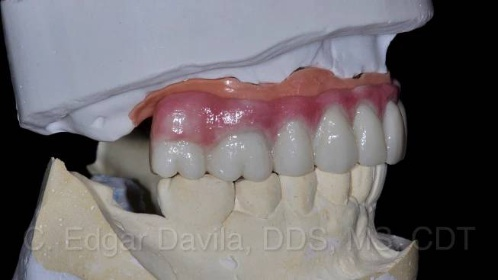 C. Edgar Davila, DDS, MS, CDT